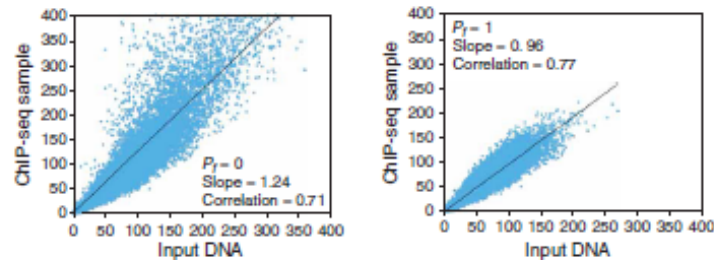 400
350
300
250
200
150
100
50
0
ChIP-seq sample
P_f = 0
Slope = 1.24
Correlation = 0.71
0 50 100 150 200 250 300 350 400
Input DNA
400
350
300
250
200
150
100
50
0
ChIP-seq sample
P_f = 1
Slope = 0. 96
Correlation = 0.77
0 50 100 150 200 250 300 350 400
Input DNA